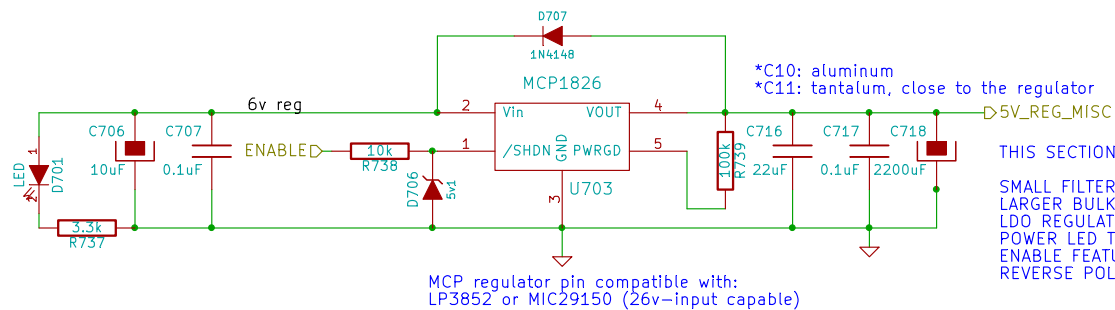 D707
1N4148
MCP1826
*C10: aluminum
*C11: tantalum, close to the regulator
6v reg
2
Vin
VOUT
4
5V_REG_MISC
C706
10uF
C707
0.1uF
ENABLE
10k
R738
1
/SHDN
GND
PWRGD
5
100k
R739
C716
22uF
C717
0.1uF
C718
2200uF
LED
1
2
D701
D706
5v1
3
U703
3.3k
R737
THIS SECTION
SMALL FILTER
LARGER BULK
LDO REGULAT
POWER LED T
ENABLE FEATU
REVERSE POL
MCP regulator pin compatible with:
LP3852 or MIC29150 (26v-input capable)